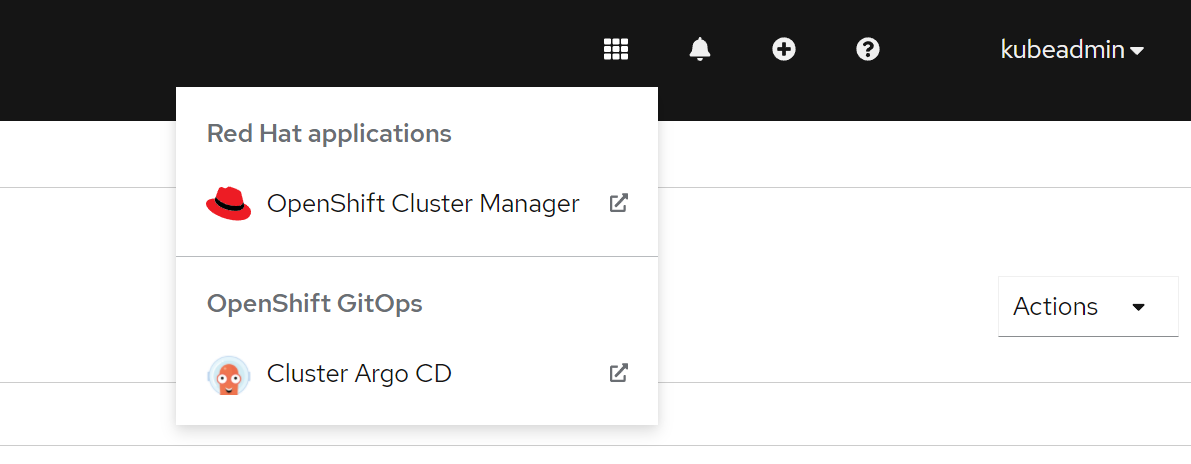 kubeadmin
Red Hat applications
OpenShift Cluster Manager
OpenShift GitOps
Actions
Cluster Argo CD